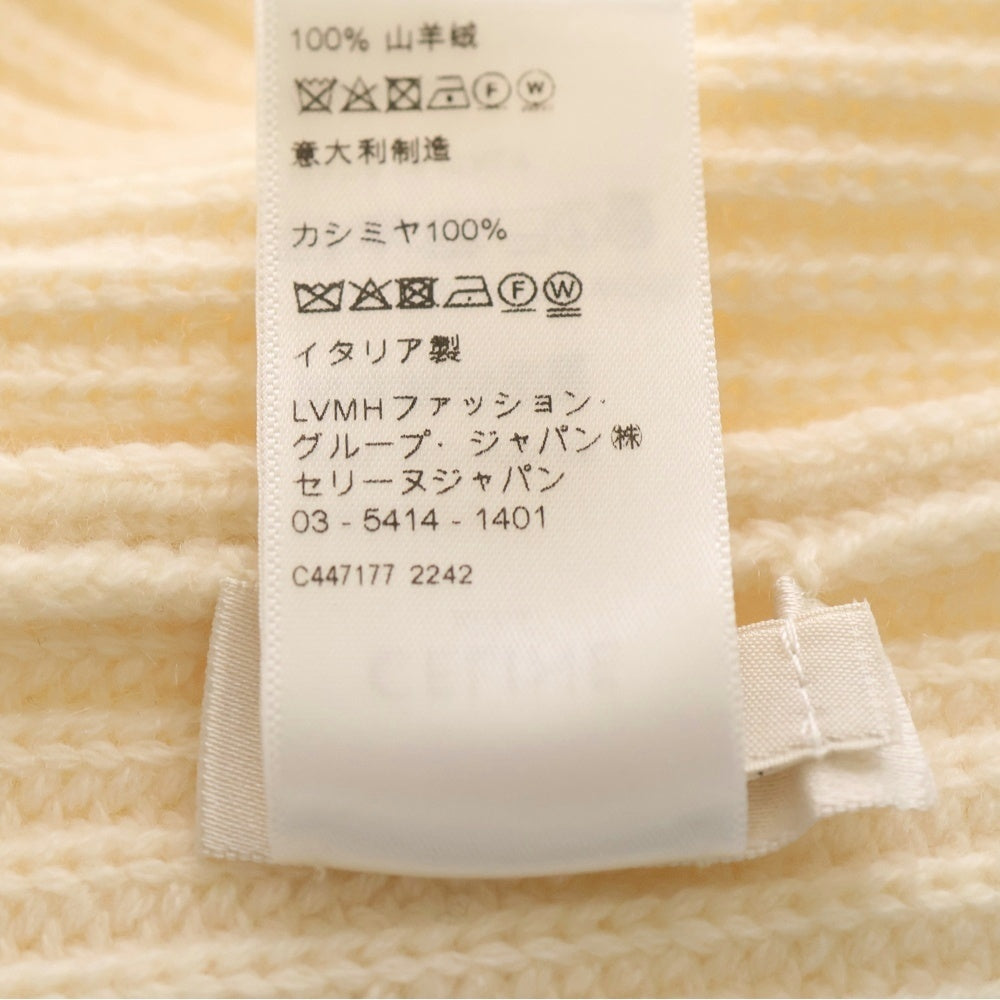 100% 山羊绒
意大利制造
カシミヤ100%
イタリア製
LVMHファッション·
グループ· ジャパン㈱
セリーヌジャパン
03 - 5414 - 1401
C447177 2242